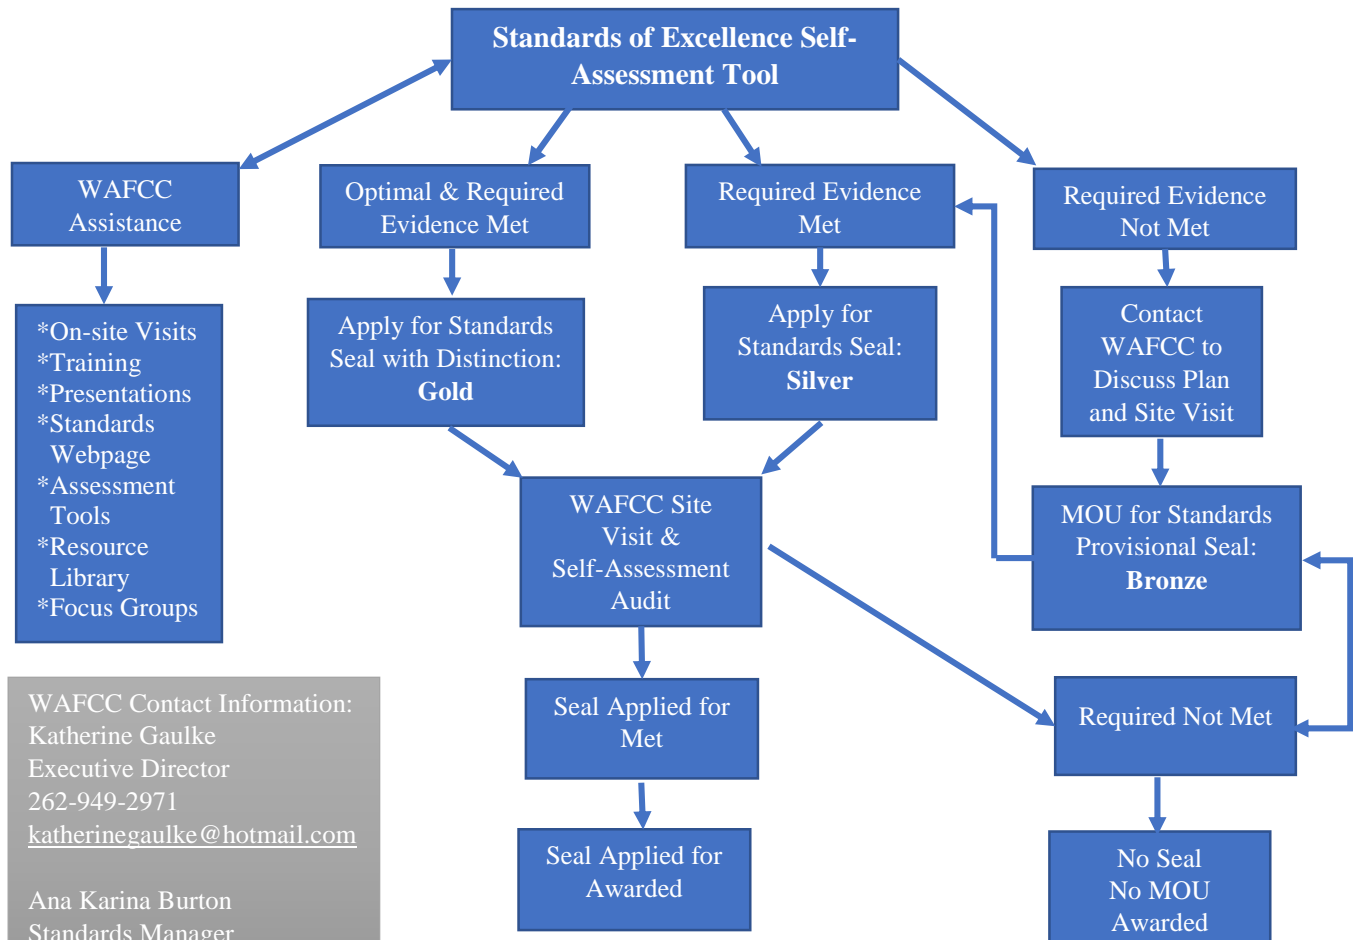 Standards of Excellence Self-
Assessment Tool
WAFCC
Assistance
Optimal & Required
Evidence Met
Required Evidence
Met
Required Evidence
Not Met
*On-site Visits
*Training
*Presentations
*Standards
Webpage
*Assessment
Tools
*Resource
Library
*Focus Groups
Apply for Standards
Seal with Distinction:
Gold
Apply for
Standards Seal:
Silver
Contact
WAFCC to
Discuss Plan
and Site Visit
WAFCC Site
Visit &
Self-Assessment
Audit
MOU for Standards
Provisional Seal:
Bronze
Seal Applied for
Met
Required Not Met
Seal Applied for
Awarded
No Seal
No MOU
Awarded
WAFCC Contact Information:
Katherine Gaulke
Executive Director
262-949-2971
katherinegaulke@hotmail.com
Ana Karina Burton
Standards Manager